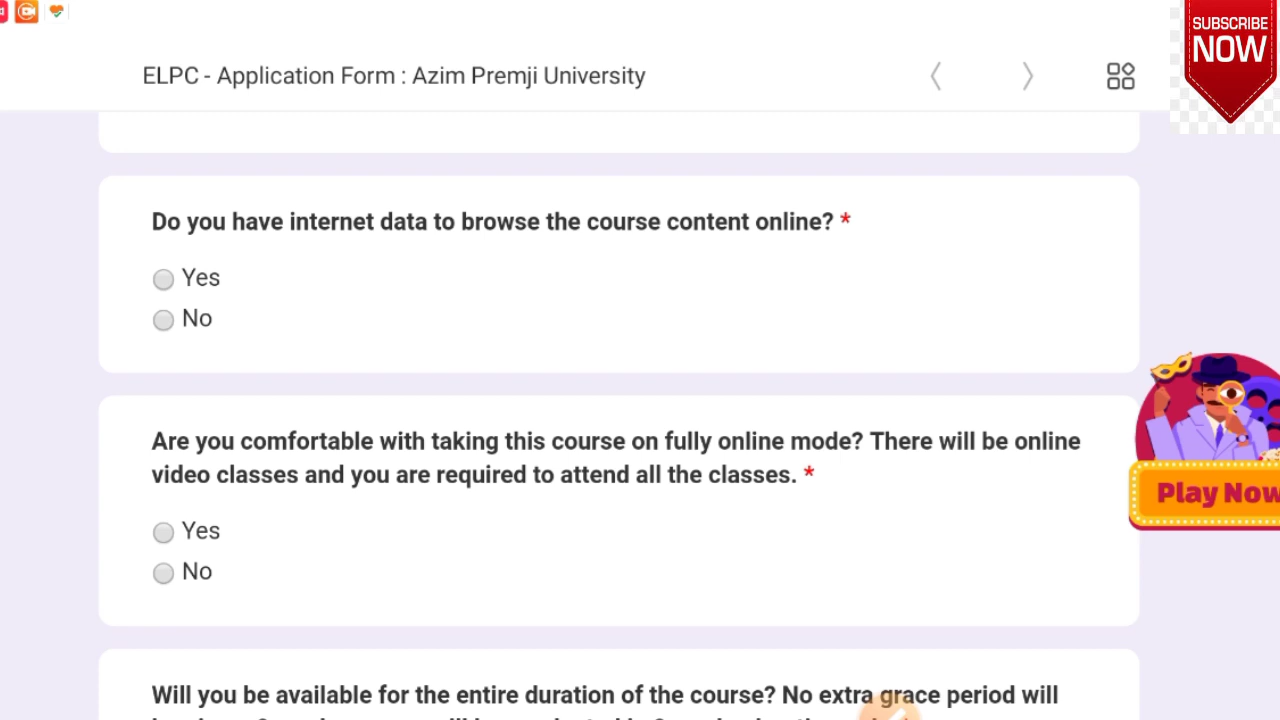 SUBSCRIBE
NOW
ELPC - Application Form : Azim Premji University
Do you have internet data to browse the course content online? *
Yes
No
Are you comfortable with taking this course on fully online mode? There will be online
video classes and you are required to attend all the classes. *
Yes
No
Play Now
Will you be available for the entire duration of the course? No extra grace period will